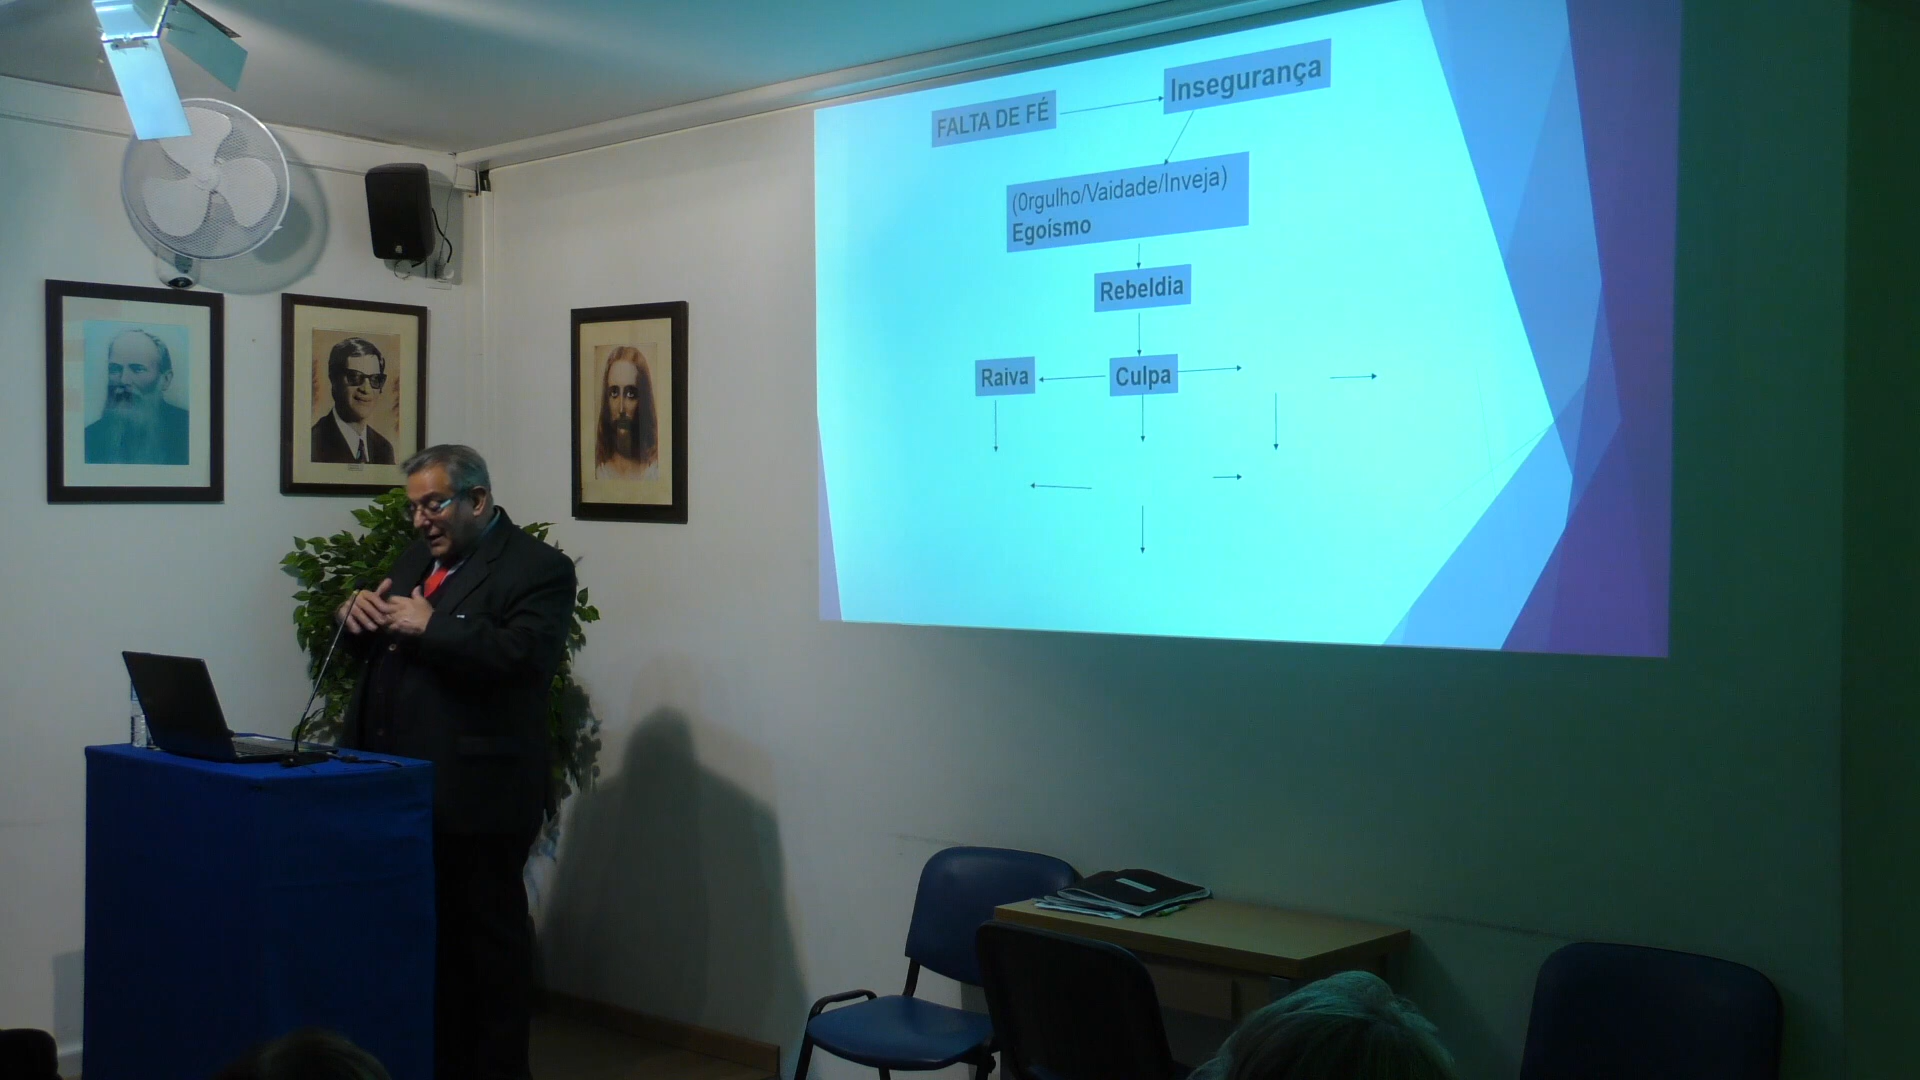 Insegurança
FALTA DE FÉ
(Orgulho/Vaidade/Inveja)
Egoísmo
Rebeldia
Raiva
Culpa